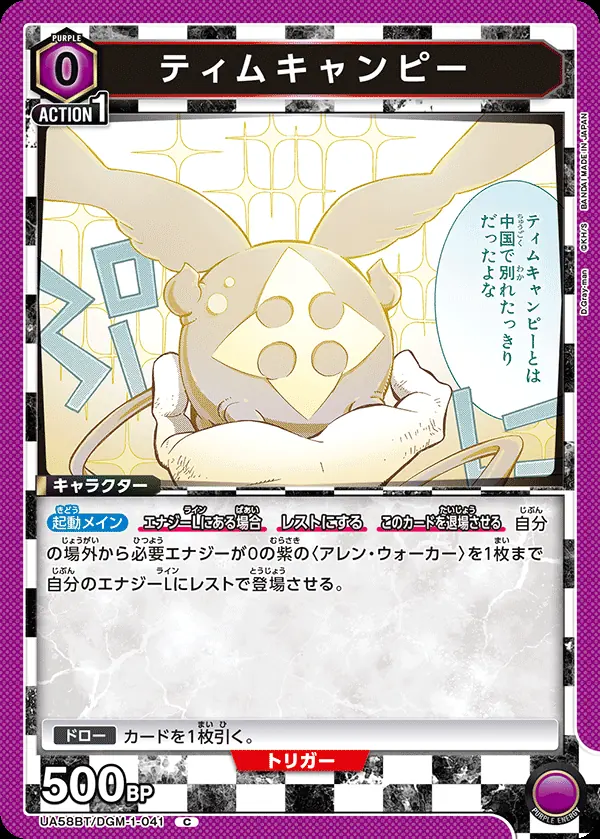 PURPLE
0
ティムキャンピー
ACTION1
ティムキャンピーとは
中国で別れたっきり
だったよな
D.Gray-man ©KH/S BANDAI MADE IN JAPAN
キャラクター
起動メイン エナジーLにある場合 レストにする このカードを退場させる 自分
の場外から必要エナジーが0の紫の〈アレン・ウォーカー〉を1枚まで
自分のエナジーLにレストで登場させる。
ドロー カードを1枚引く。
トリガー
500BP
PURPLE ENERGY
UA58BT/DGM-1-041 C